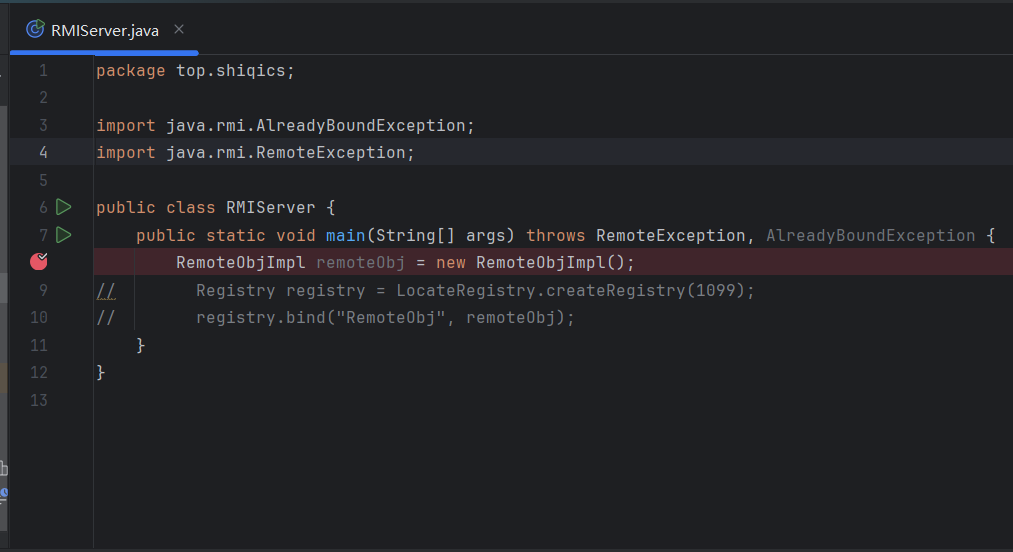 RMIServer.java
1 package top.shiqics;
2
3 import java.rmi.AlreadyBoundException;
4 import java.rmi.RemoteException;
5
6 public class RMIServer {
7     public static void main(String[] args) throws RemoteException, AlreadyBoundException {
        RemoteObjImpl remoteObj = new RemoteObjImpl();
9 //        Registry registry = LocateRegistry.createRegistry(1099);
10 //        registry.bind("RemoteObj", remoteObj);
11     }
12 }
13